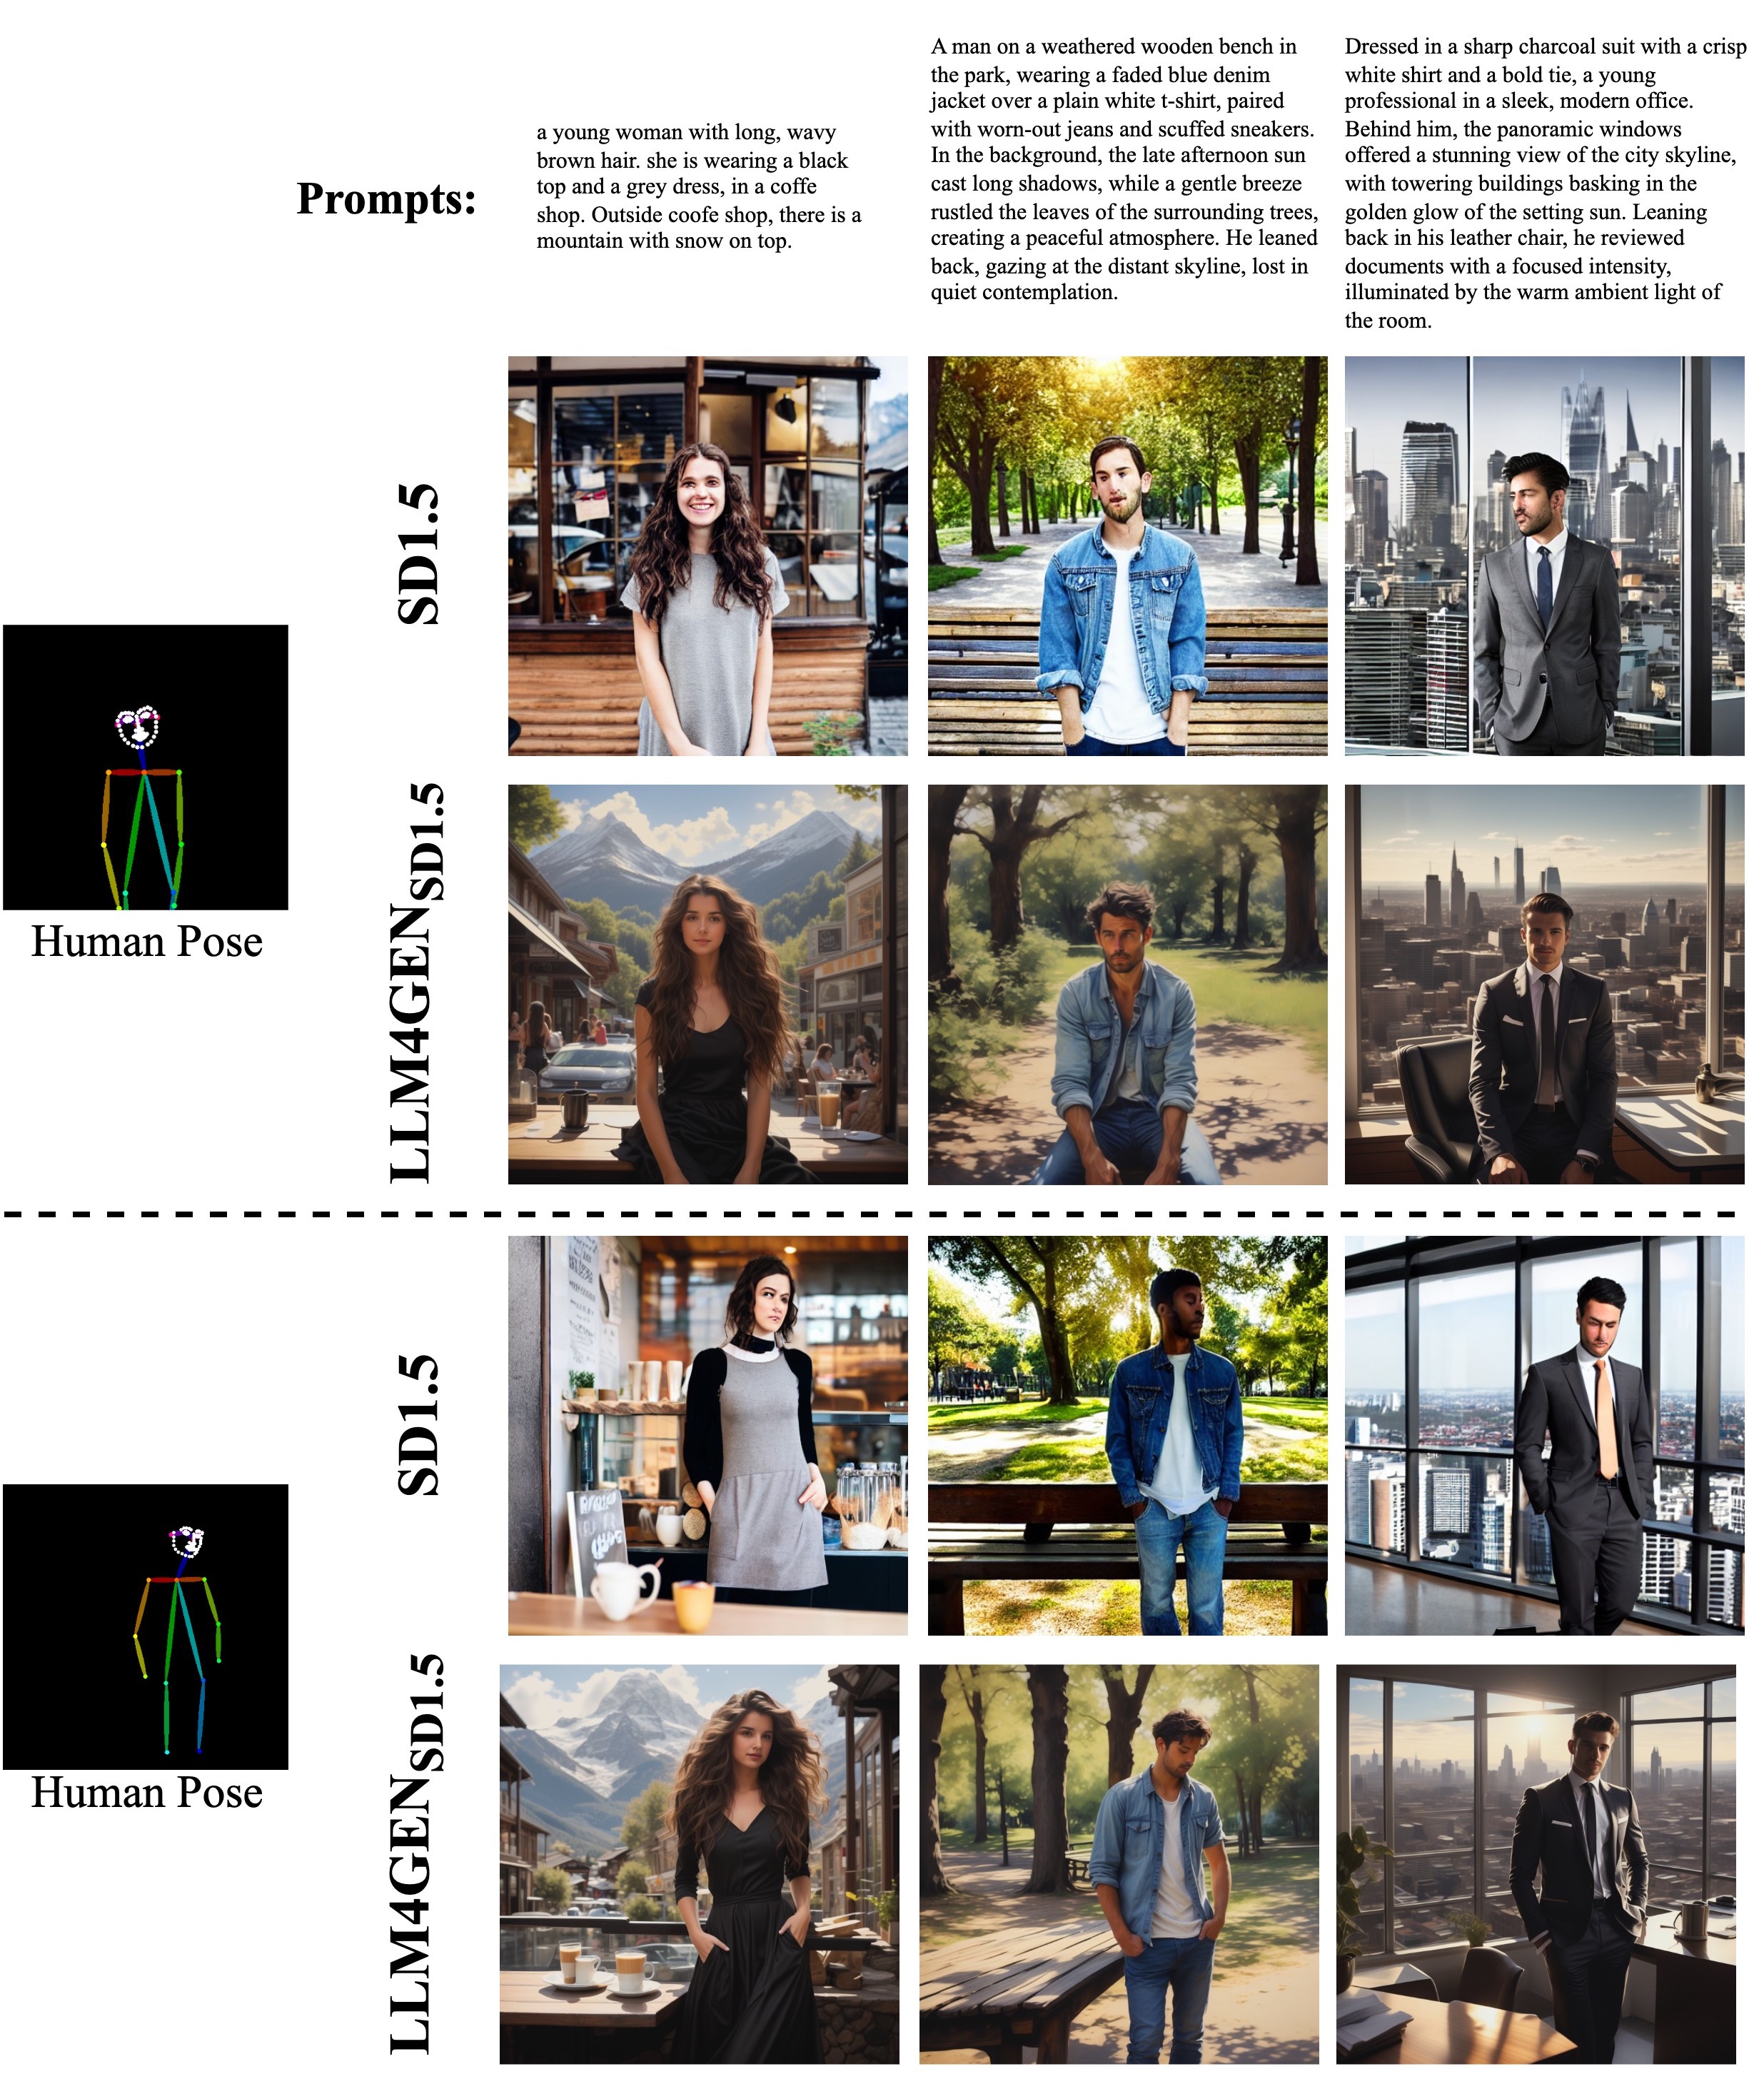 Prompts:
a young woman with long, wavy
brown hair. she is wearing a black
top and a grey dress, in a coffe
shop. Outside coofe shop, there is a
mountain with snow on top.
A man on a weathered wooden bench in
the park, wearing a faded blue denim
jacket over a plain white t-shirt, paired
with worn-out jeans and scuffed sneakers.
In the background, the late afternoon sun
cast long shadows, while a gentle breeze
rustled the leaves of the surrounding trees,
creating a peaceful atmosphere. He leaned
back, gazing at the distant skyline, lost in
quiet contemplation.
Dressed in a sharp charcoal suit with a crisp
white shirt and a bold tie, a young
professional in a sleek, modern office.
Behind him, the panoramic windows
offered a stunning view of the city skyline,
with towering buildings basking in the
golden glow of the setting sun. Leaning
back in his leather chair, he reviewed
documents with a focused intensity,
illuminated by the warm ambient light of
the room.
SD1.5
Human Pose
LLM4GEN SD1.5
SD1.5
Human Pose
LLM4GEN SD1.5